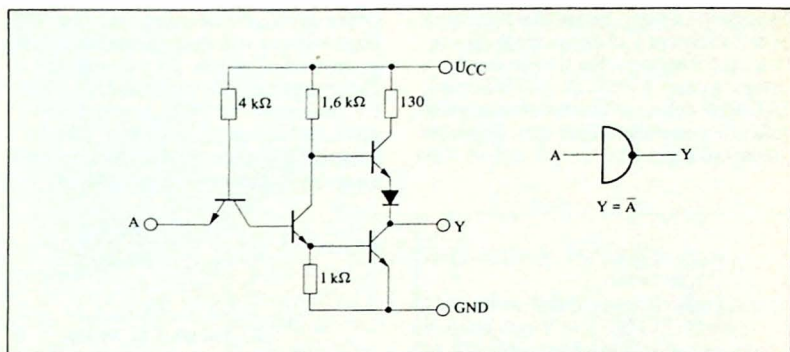 UCC
4 kΩ
1,6 kΩ
130
A
Y
1 kΩ
GND
A
Y
Y = A̅